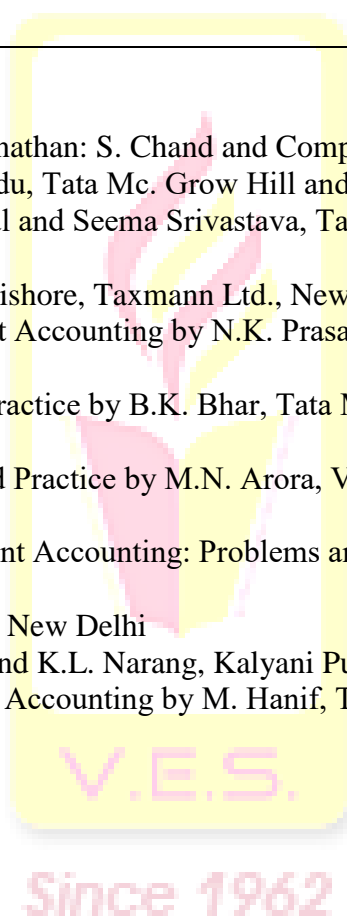 nathan: S. Chand and Comp
du, Tata Mc. Grow Hill and
l and Seema Srivastava, Ta
ishore, Taxmann Ltd., New
t Accounting by N.K. Prasa
ractice by B.K. Bhar, Tata M
d Practice by M.N. Arora, V
nt Accounting: Problems an
New Delhi
nd K.L. Narang, Kalyani Pu
Accounting by M. Hanif, T
V.E.S.
Since 1962